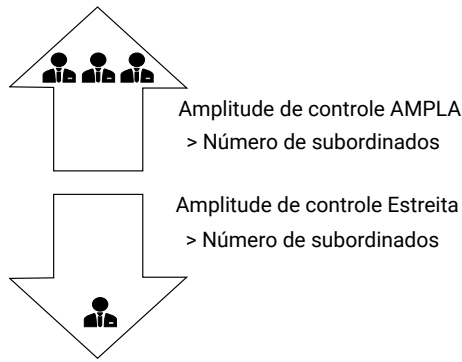 Amplitude de controle AMPLA
> Número de subordinados
Amplitude de controle Estreita
> Número de subordinados